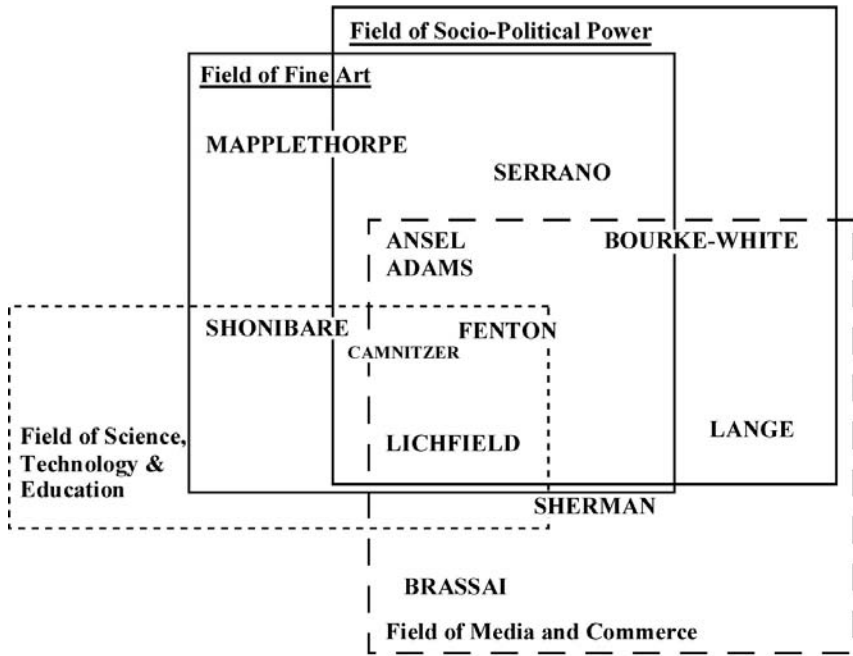 Field of Socio-Political Power
Field of Fine Art
MAPPLETHORPE
SERRANO
ANSEL
ADAMS
BOURKE-WHITE
SHONIBARE
FENTON
CAMNITZER
Field of Science,
Technology &
Education
LICHFIELD
LANGE
SHERMAN
BRASSAI
Field of Media and Commerce